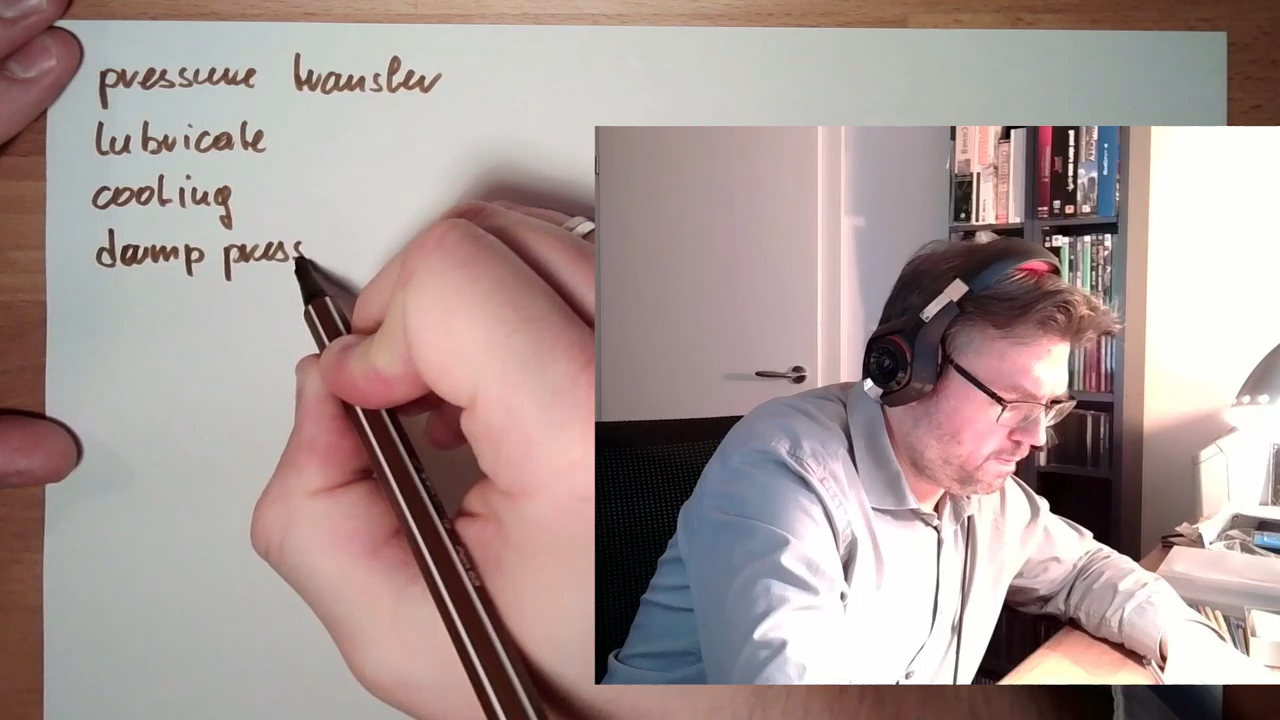 pressure transfer
lubricate
cooling
damp press